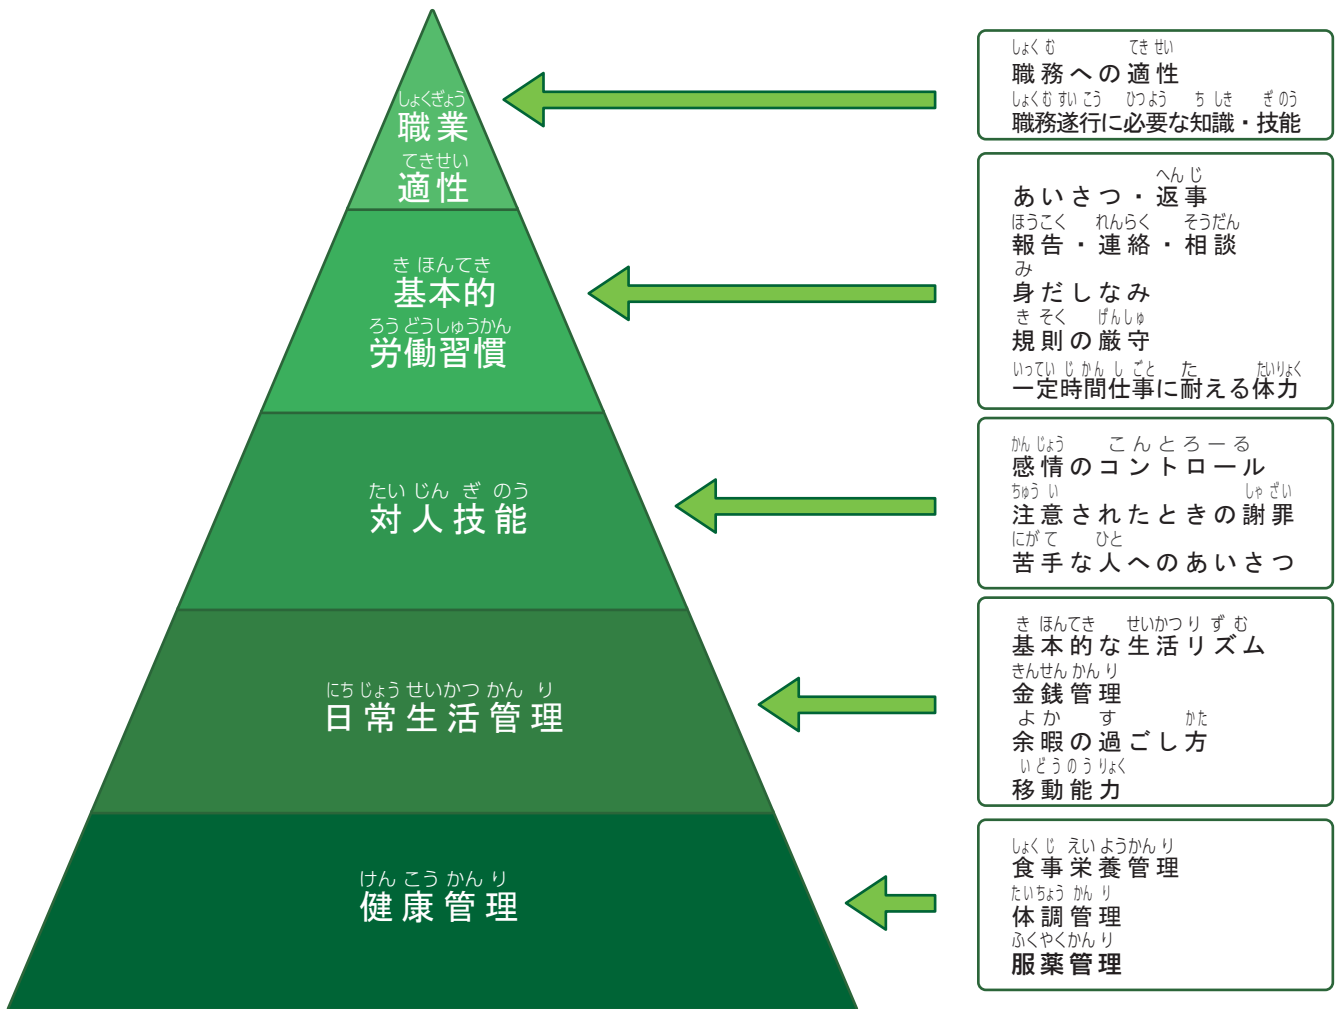 しょくぎょう
職業
てきせい
適性
き ほんてき
基本的
ろう どうしゅうかん
労働習慣
たい じん ぎ のう
対人技能
にち じょう せいかつ かん り
日常生活管理
けん こう かん り
健康管理
しょく む てき せい
職務への適性
しょく む すい こう ひつ よう ち しき ぎ のう
職務遂行に必要な知識・技能
へん じ
あいさつ・返事
ほうこく れんらく そうだん
報告・連絡・相談
み
身だしなみ
き そく げんしゅ
規則の厳守
いってい じ かん し ごと た たいりょく
一定時間仕事に耐える体力
かん じょう こんとろーる
感情のコントロール
ちゅう い しゃ ざい
注意されたときの謝罪
にが て ひと
苦手な人へのあいさつ
き ほんてき せいかつ り ず む
基本的な生活リズム
きんせん かん り
金銭管理
よ か す かた
余暇の過ごし方
い どう のう りょく
移動能力
しょく じ えい ようかん り
食事栄養管理
たいちょう かん り
体調管理
ふくやくかん り
服薬管理